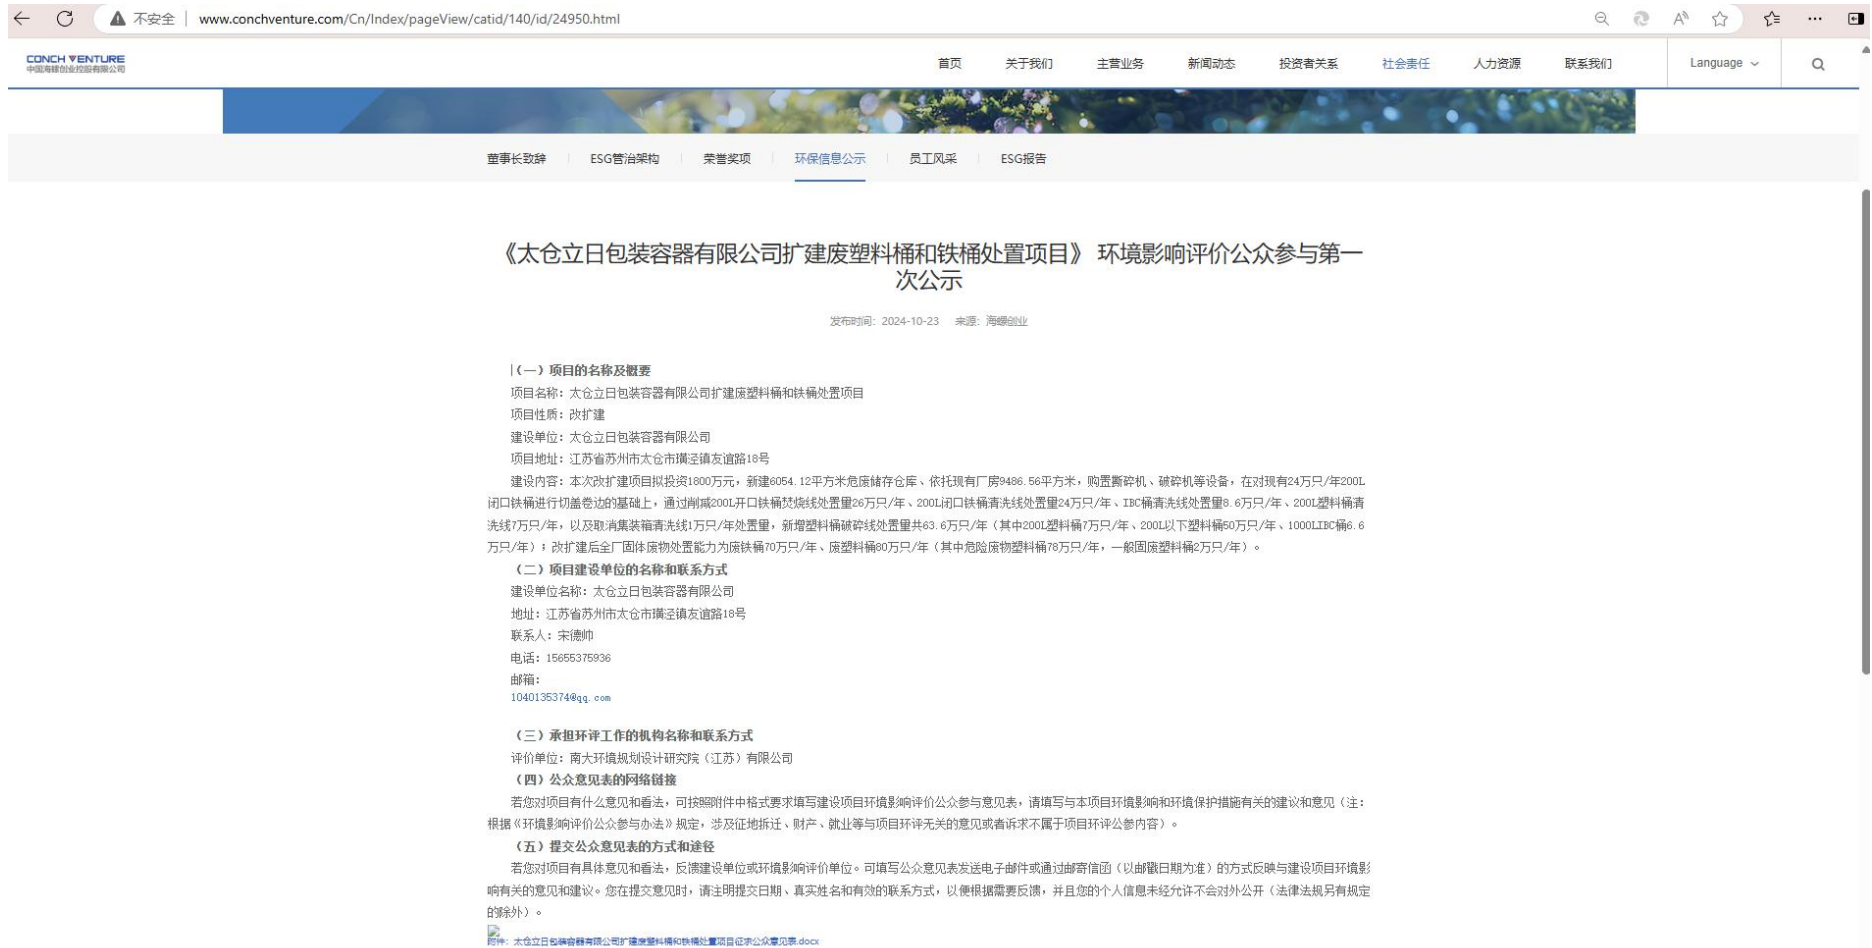 不安全 www.conchventure.com/Cn/Index/pageView/catid/140/id/24950.html
CONCH VENTURE
中国海螺创业控股有限公司
首页 关于我们 主营业务 新闻动态 投资者关系 社会责任 人力资源 联系我们 Language
董事长致辞 ESG管治架构 荣誉奖项 环保信息公示 员工风采 ESG报告
《太仓立日包装容器有限公司扩建废塑料桶和铁桶处置项目》 环境影响评价公众参与第一
次公示
发布时间：2024-10-23 来源：海螺创业
（一）项目的名称及概要
项目名称：太仓立日包装容器有限公司扩建废塑料桶和铁桶处置项目
项目性质：改扩建
建设单位：太仓立日包装容器有限公司
项目地址：江苏省苏州市太仓市璜泾镇友谊路18号
建设内容：本次改扩建项目拟投资1800万元，新建6054.12平方米危废储存仓库、依托现有厂房9486.56平方米，购置撕碎机、破碎机等设备，在对现有24万只/年200L
闭口铁桶进行切盖卷边的基础上，通过削减200L开口铁桶焚烧线处置量26万只/年、200L闭口铁桶清洗线处置量24万只/年、IBC桶清洗线处置量8.6万只/年、200L塑料桶清
洗线7万只/年，以及取消集装箱清洗线1万只/年处置量，新增塑料桶破碎线处置量共63.6万只/年（其中200L塑料桶7万只/年、200L以下塑料桶50万只/年、1000LIBC桶6.6
万只/年）；改扩建后全厂固体废物处置能力为废铁桶70万只/年、废塑料桶80万只/年（其中危险废物塑料桶78万只/年，一般固废塑料桶2万只/年）。
（二）项目建设单位的名称和联系方式
建设单位名称：太仓立日包装容器有限公司
地址：江苏省苏州市太仓市璜泾镇友谊路18号
联系人：宋德帅
电话：15655375936
邮箱：
1040135374@qq.com
（三）承担环评工作的机构名称和联系方式
评价单位：南大环境规划设计研究院（江苏）有限公司
（四）公众意见表的网络链接
若您对项目有什么意见和看法，可按照附件中格式要求填写建设项目环境影响评价公众参与意见表，请填写与本项目环境影响和环境保护措施有关的建议和意见（注：
根据《环境影响评价公众参与办法》规定，涉及征地拆迁、财产、就业等与项目环评无关的意见或者诉求不属于项目环评公参内容）。
（五）提交公众意见表的方式和途径
若您对项目有具体意见和看法，反馈建设单位或环境影响评价单位。可填写公众意见表发送电子邮件或通过邮寄信函（以邮戳日期为准）的方式反映与建设项目环境影
响有关的意见和建议。您在提交意见时，请注明提交日期、真实姓名和有效的联系方式，以便根据需要反馈，并且您的个人信息未经允许不会对外公开（法律法规另有规定
的除外）。
附件：太仓立日包装容器有限公司扩建废塑料桶和铁桶处置项目征求公众意见表.docx